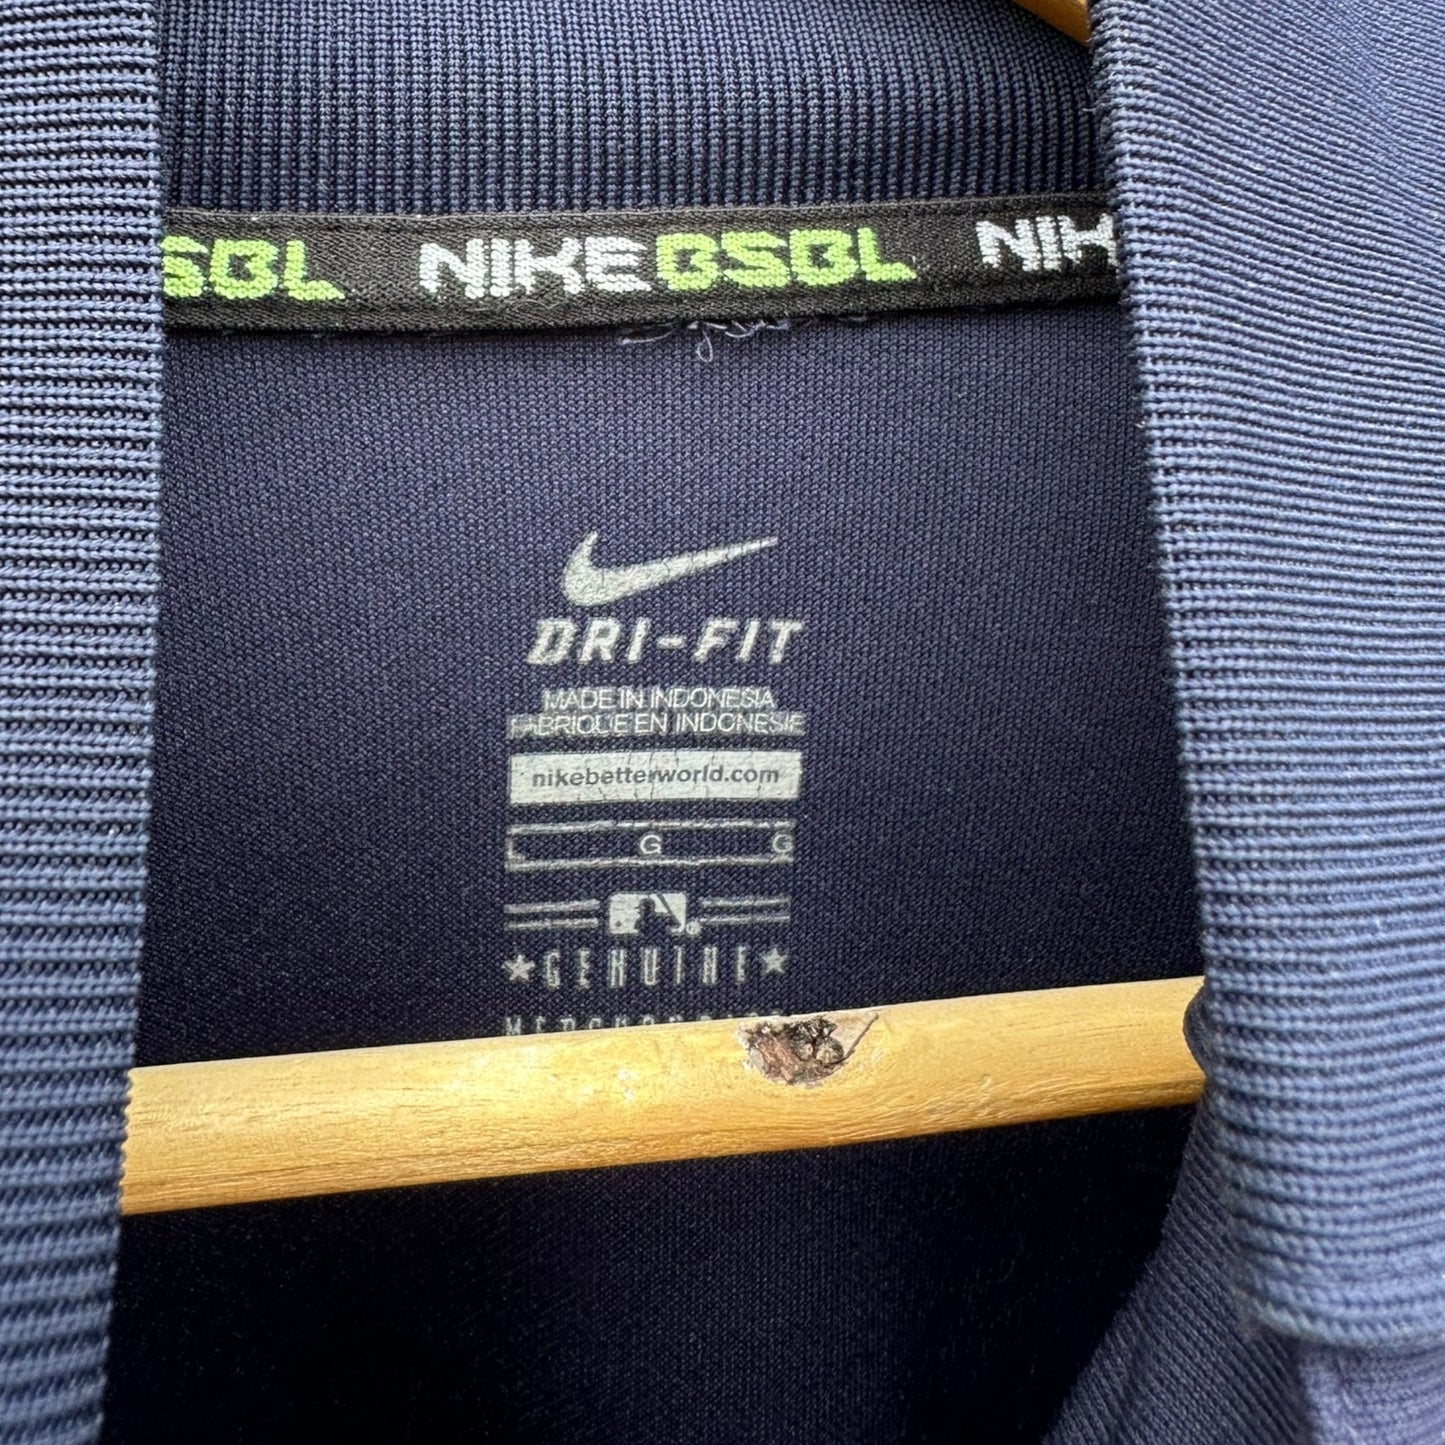 SBL NIKEBSBL NIK
DRI-FIT
MADE IN INDONESIA
FABRIQUE EN INDONESIE
nikebetterworld.com
L G G
GENUINE